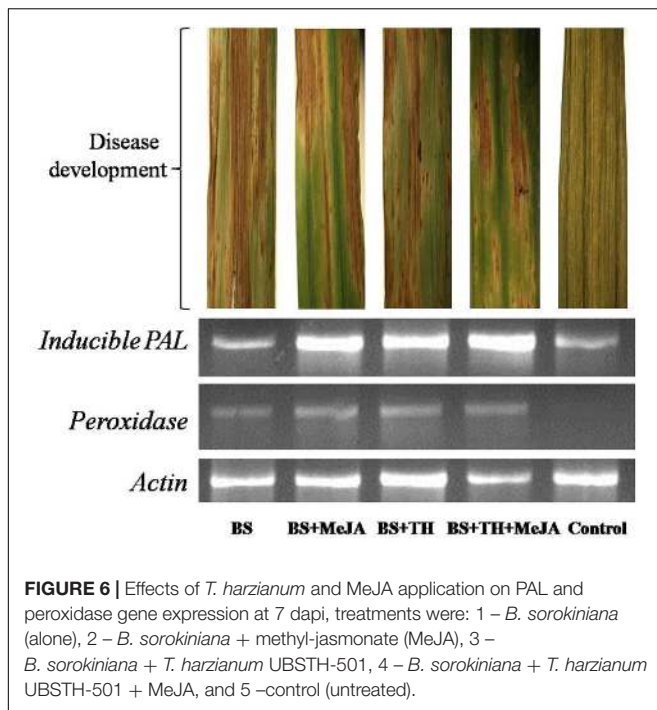 Disease
development
Inducible PAL
Peroxidase
Actin
BS BS+MeJA BS+TH BS+TH+MeJA Control
FIGURE 6 | Effects of T. harzianum and MeJA application on PAL and
peroxidase gene expression at 7 dapi, treatments were: 1 – B. sorokiniana
(alone), 2 – B. sorokiniana + methyl-jasmonate (MeJA), 3 –
B. sorokiniana + T. harzianum UBSTH-501, 4 – B. sorokiniana + T. harzianum
UBSTH-501 + MeJA, and 5 –control (untreated).